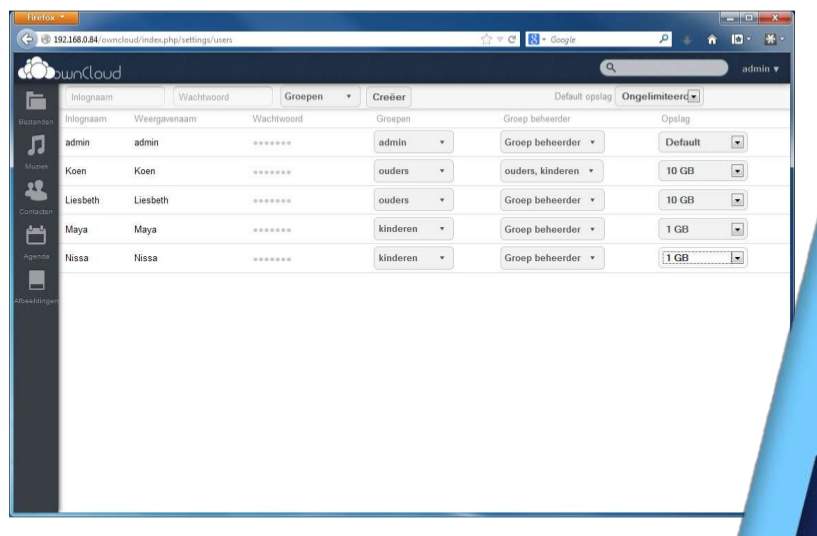 Firefox
192.168.0.84/owncloud/index.php/settings/users
Google
ownCloud
admin
Inlognaam Wachtwoord Groepen Creëer Default opslag Ongelimiteerd
Bestanden
Inlognaam Weergavenaam Wachtwoord Groepen Groep beheerder Opslag
admin admin admin Groep beheerder Default
Muziek
Koen Koen ouders ouders, kinderen 10 GB
Contacten
Liesbeth Liesbeth ouders Groep beheerder 10 GB
Maya Maya kinderen Groep beheerder 1 GB
Agenda
Nissa Nissa kinderen Groep beheerder 1 GB
Afbeeldingen